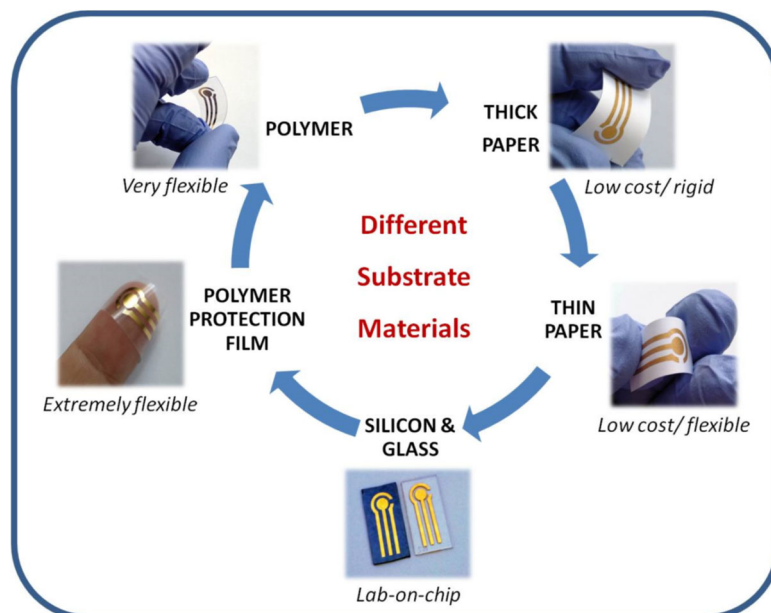 POLYMER
Very flexible
THICK
PAPER
Low cost/ rigid
Different
Substrate
Materials
THIN
PAPER
Low cost/ flexible
SILICON &
GLASS
Lab-on-chip
POLYMER
PROTECTION
FILM
Extremely flexible